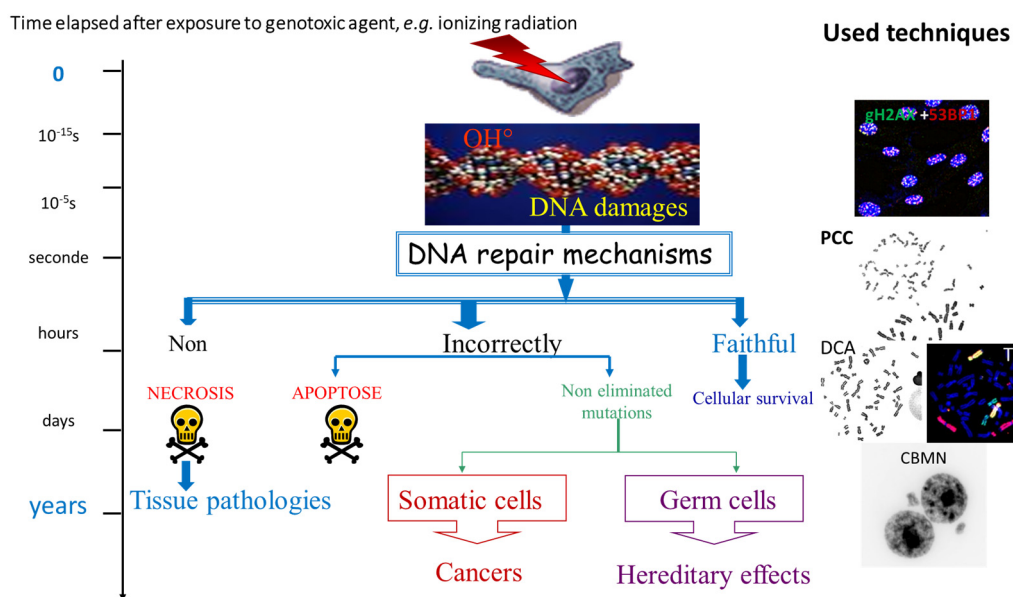 Time elapsed after exposure to genotoxic agent, e.g. ionizing radiation
Used techniques
0
10-15s
10-5s
seconde
hours
days
years
OH°
DNA damages
DNA repair mechanisms
Non
Incorrectly
Faithful
NECROSIS
APOPTOSE
Non eliminated
mutations
Cellular survival
Tissue pathologies
Somatic cells
Germ cells
Cancers
Hereditary effects
gH2AX +53BP1
PCC
DCA
T
CBMN